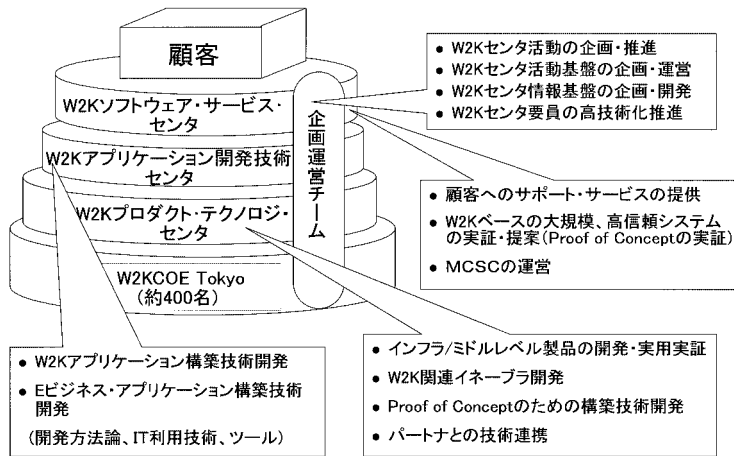 顧客
W2Kソフトウェア・サービス・
センタ
W2Kアプリケーション開発技術
センタ
W2Kプロダクト・テクノロジ・
センタ
W2KCOE Tokyo
(約400名)
企画運営チーム
● W2Kセンタ活動の企画・推進
● W2Kセンタ活動基盤の企画・運営
● W2Kセンタ情報基盤の企画・開発
● W2Kセンタ要員の高技術化推進
● 顧客へのサポート・サービスの提供
● W2Kベースの大規模、高信頼システム
の実証・提案(Proof of Conceptの実証)
● MCSCの運営
● W2Kアプリケーション構築技術開発
● Eビジネス・アプリケーション構築技術
開発
(開発方法論、IT利用技術、ツール)
● インフラ/ミドルレベル製品の開発・実用実証
● W2K関連イネーブラ開発
● Proof of Conceptのための構築技術開発
● パートナとの技術連携